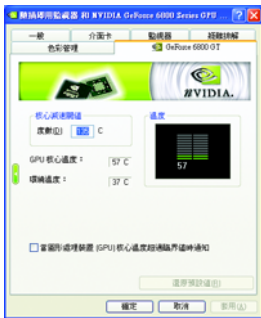 隨插即用監視器 和 NVIDIA GeForce 6800 Series GPU ...
一般
介面卡
監視器
疑難排解
色彩管理
GeForce 6800 GT
NVIDIA.
核心減速閾值
度數(D)
C
溫度
57
GPU 核心溫度：
57 C
環繞溫度：
37 C
當圖形處理裝置 (GPU) 核心溫度超過臨界值時通知
還原預設值(E)
確定
取消
套用(A)